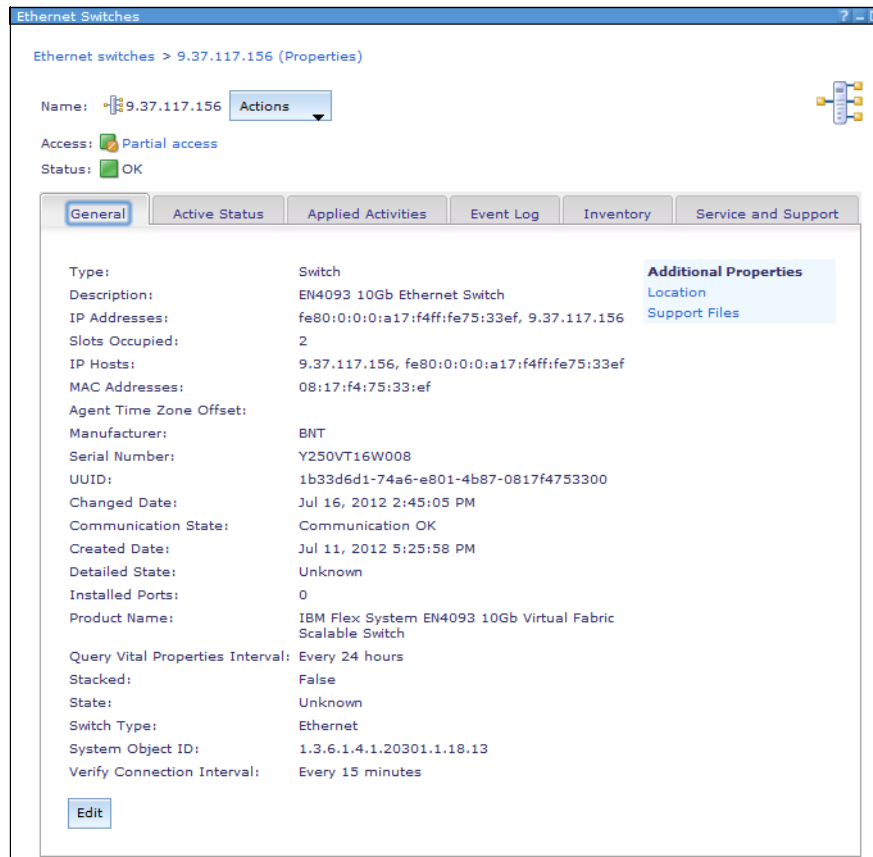 Ethernet Switches
? –
Ethernet switches > 9.37.117.156 (Properties)
Name: 9.37.117.156 Actions
Access: Partial access
Status: OK
General Active Status Applied Activities Event Log Inventory Service and Support
Type: Switch
Description: EN4093 10Gb Ethernet Switch
IP Addresses: fe80:0:0:0:a17:f4ff:fe75:33ef, 9.37.117.156
Slots Occupied: 2
IP Hosts: 9.37.117.156, fe80:0:0:0:a17:f4ff:fe75:33ef
MAC Addresses: 08:17:f4:75:33:ef
Agent Time Zone Offset:
Manufacturer: BNT
Serial Number: Y250VT16W008
UUID: 1b33d6d1-74a6-e801-4b87-0817f4753300
Changed Date: Jul 16, 2012 2:45:05 PM
Communication State: Communication OK
Created Date: Jul 11, 2012 5:25:58 PM
Detailed State: Unknown
Installed Ports: 0
Product Name: IBM Flex System EN4093 10Gb Virtual Fabric
Scalable Switch
Query Vital Properties Interval: Every 24 hours
Stacked: False
State: Unknown
Switch Type: Ethernet
System Object ID: 1.3.6.1.4.1.20301.1.18.13
Verify Connection Interval: Every 15 minutes
Additional Properties
Location
Support Files
Edit